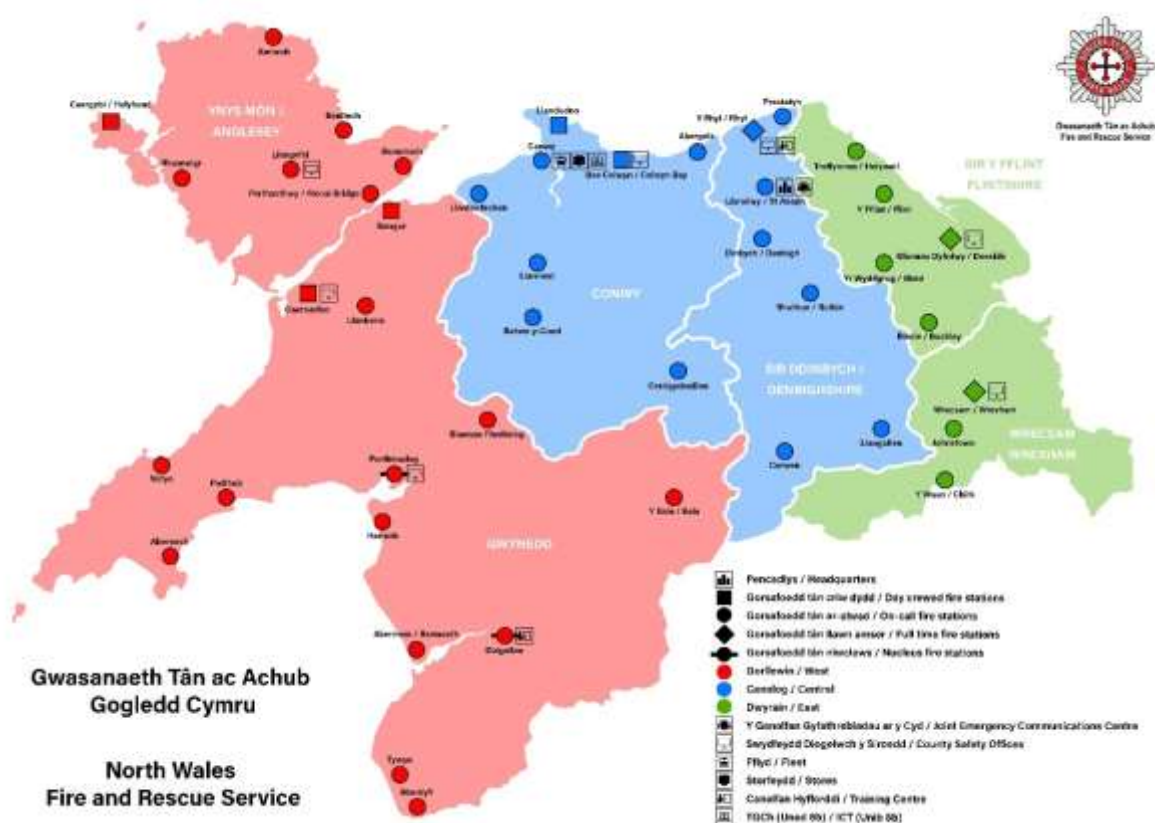 Gwasanaeth Tân ac Achub
Fire and Rescue Service
Amlwch
Caergybi / Holyhead
YNYS MÔN /
ANGLESEY
Benllech
Llangefni
Beaumaris
Rhosneigr
Porthaethwy / Menai Bridge
Bangor
Caernarfon
Llanberis
Llandudno
Conwy
Bae Colwyn / Colwyn Bay
Abergele
Llanfairfechan
Llanrwst
CONWY
Betws-y-Coed
Cerrigydrudion
Y Rhyl / Rhyl
Prestatyn
Llanelwy / St Asaph
Dinbych / Denbigh
Rhuthun / Ruthin
SIR DDINBYCH /
DENBIGHSHIRE
Llangollen
Corwen
Treffynnon / Holywell
SIR Y FFLINT
FLINTSHIRE
Y Fflint / Flint
Glannau Dyfrdwy / Deeside
Yr Wyddgrug / Mold
Bwcle / Buckley
Wrecsam / Wrexham
Johnstown
WRECSAM
WREXHAM
Y Waun / Chirk
Blaenau Ffestiniog
Porthmadog
Nefyn
Pwllheli
Abersoch
Harlech
Y Bala / Bala
GWYNEDD
Abermaw / Barmouth
Dolgellau
Tywyn
Aberdyfi
Pencadlys / Headquarters
Gorsafoedd tân criw dydd / Day crewed fire stations
Gorsafoedd tân ar-alwad / On-call fire stations
Gorsafoedd tân llawn amser / Full time fire stations
Gorsafoedd tân niwclews / Nucleus fire stations
Gorllewin / West
Canolog / Central
Dwyrain / East
Y Ganolfan Gyfathrebiadau ar y Cyd / Joint Emergency Communications Centre
Swyddfeydd Diogelwch y Siroedd / County Safety Offices
Fflyd / Fleet
Storfeydd / Stores
Canolfan Hyfforddi / Training Centre
TGCh (Uned 5b) / ICT (Unit 5b)
Gwasanaeth Tân ac Achub
Gogledd Cymru
North Wales
Fire and Rescue Service